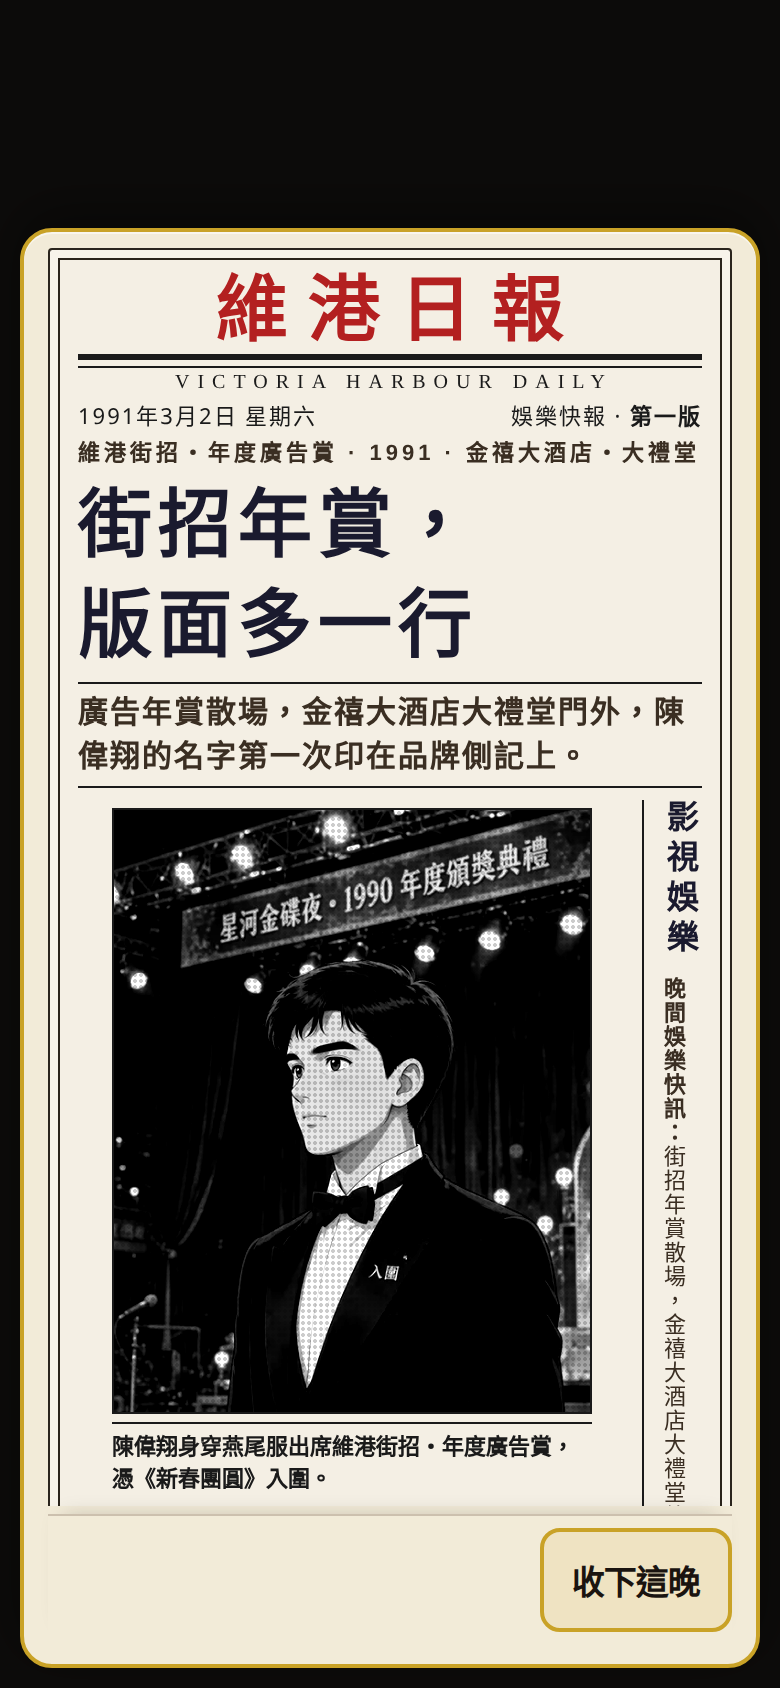 維港日報
VICTORIA HARBOUR DAILY
1991年3月2日 星期六
娛樂快報 · 第一版
維港街招・年度廣告賞 · 1991 · 金禧大酒店・大禮堂
街招年賞，
版面多一行
廣告年賞散場，金禧大酒店大禮堂門外，陳
偉翔的名字第一次印在品牌側記上。
星河金碟夜・1990 年度頒獎典禮
入圍
陳偉翔身穿燕尾服出席維港街招・年度廣告賞，
憑《新春團圓》入圍。
影視娛樂
晚間娛樂快訊：街招年賞散場，金禧大酒店大禮堂
收下這晚